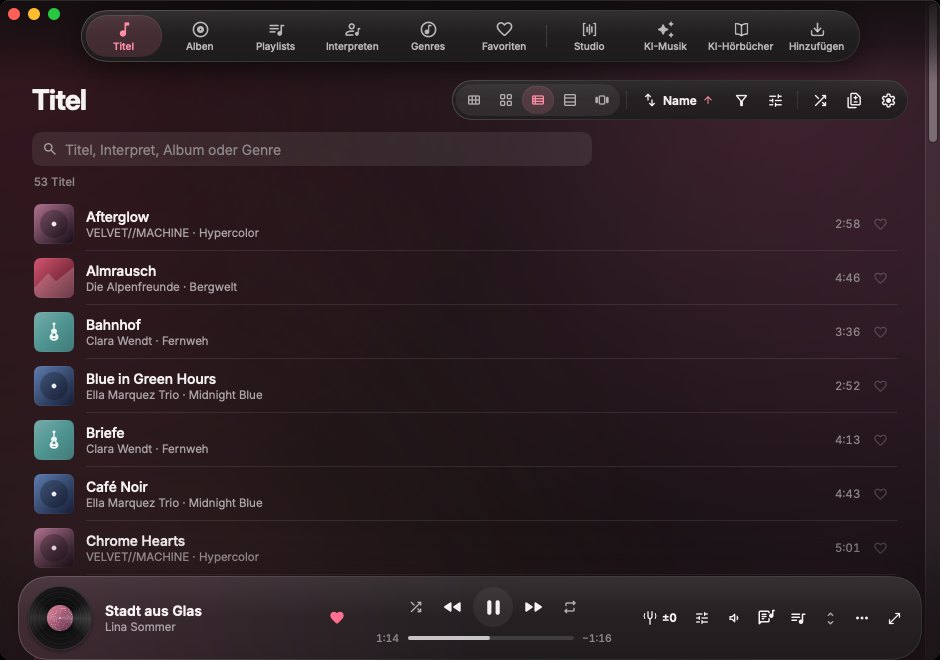 Titel
Alben
Playlists
Interpreten
Genres
Favoriten
Studio
KI-Musik
KI-Hörbücher
Hinzufügen
Titel
Name
Titel, Interpret, Album oder Genre
53 Titel
Afterglow
VELVET//MACHINE · Hypercolor
2:58
Almrausch
Die Alpenfreunde · Bergwelt
4:46
Bahnhof
Clara Wendt · Fernweh
3:36
Blue in Green Hours
Ella Marquez Trio · Midnight Blue
2:52
Briefe
Clara Wendt · Fernweh
4:13
Café Noir
Ella Marquez Trio · Midnight Blue
4:43
Chrome Hearts
VELVET//MACHINE · Hypercolor
5:01
Stadt aus Glas
Lina Sommer
1:14
−1:16
±0